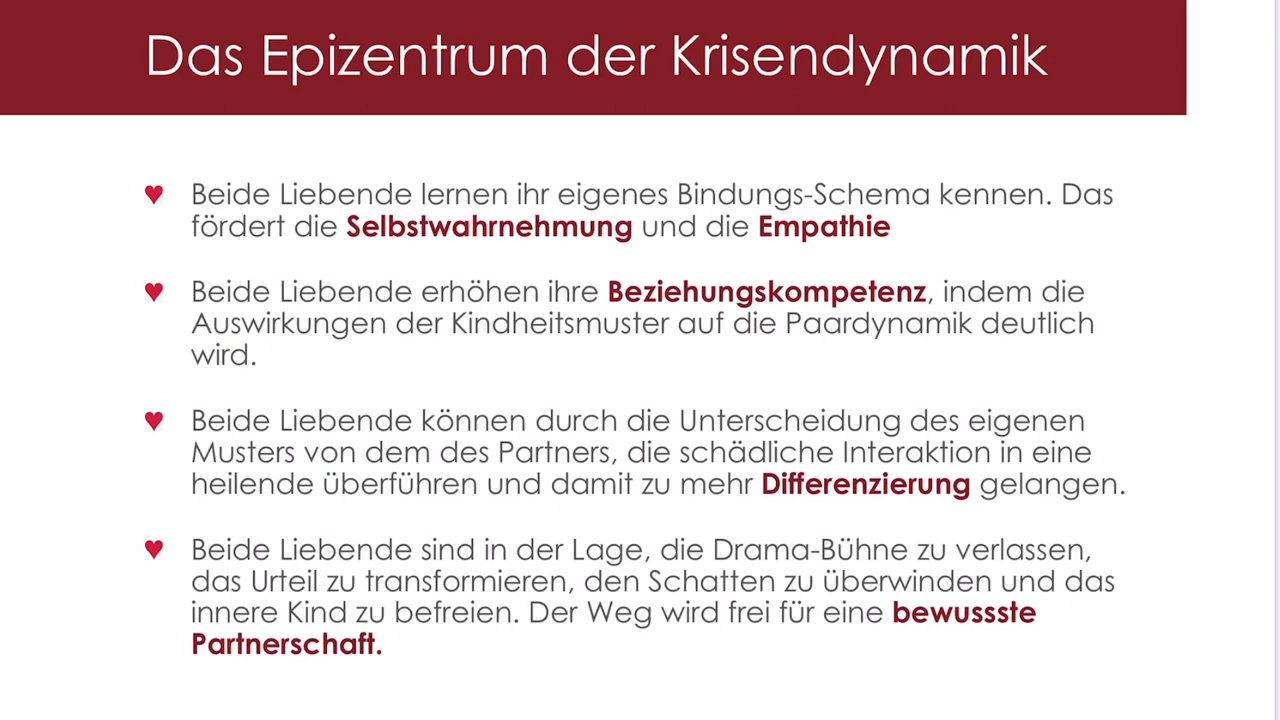 Das Epizentrum der Krisendynamik
♥ Beide Liebende lernen ihr eigenes Bindungs-Schema kennen. Das
fördert die Selbstwahrnehmung und die Empathie
♥ Beide Liebende erhöhen ihre Beziehungskompetenz, indem die
Auswirkungen der Kindheitsmuster auf die Paardynamik deutlich
wird.
♥ Beide Liebende können durch die Unterscheidung des eigenen
Musters von dem des Partners, die schädliche Interaktion in eine
heilende überführen und damit zu mehr Differenzierung gelangen.
♥ Beide Liebende sind in der Lage, die Drama-Bühne zu verlassen,
das Urteil zu transformieren, den Schatten zu überwinden und das
innere Kind zu befreien. Der Weg wird frei für eine bewussste
Partnerschaft.